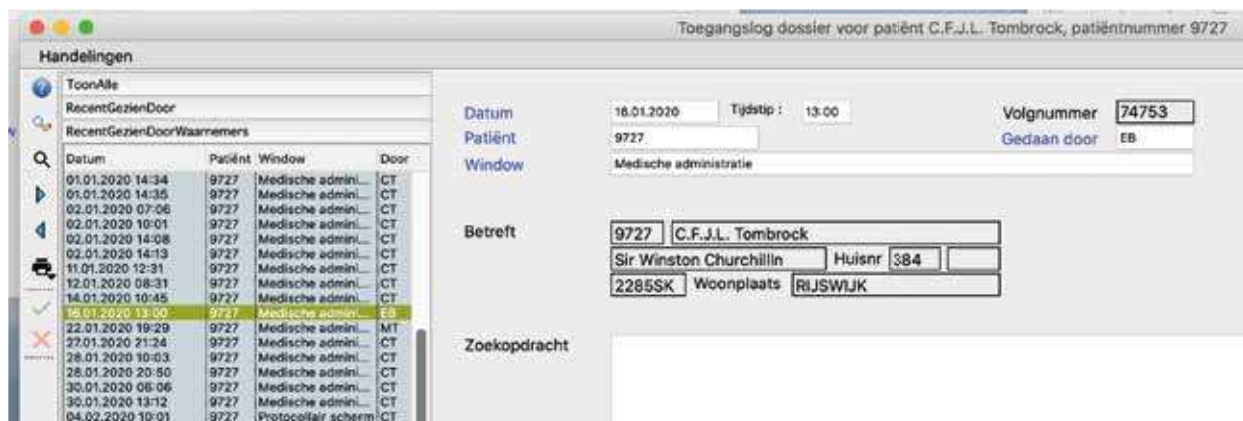 Toegangslog dossier voor patiënt C.F.J.L. Tombrock, patiëntnummer 9727
Handelingen
ToonAlle
RecentGezienDoor
RecentGezienDoorWaarnemers
Datum Patiënt Window Door
01.01.2020 14:34 9727 Medische admini... CT
01.01.2020 14:35 9727 Medische admini... CT
02.01.2020 07:06 9727 Medische admini... CT
02.01.2020 10:01 9727 Medische admini... CT
02.01.2020 14:08 9727 Medische admini... CT
02.01.2020 14:13 9727 Medische admini... CT
11.01.2020 12:31 9727 Medische admini... CT
12.01.2020 08:31 9727 Medische admini... CT
14.01.2020 10:45 9727 Medische admini... CT
16.01.2020 13:00 9727 Medische admini... EB
22.01.2020 19:29 9727 Medische admini... MT
27.01.2020 21:24 9727 Medische admini... CT
28.01.2020 10:03 9727 Medische admini... CT
28.01.2020 20:50 9727 Medische admini... CT
30.01.2020 06:06 9727 Medische admini... CT
30.01.2020 13:12 9727 Medische admini... CT
04.02.2020 10:01 9727 Protocollair scherm CT
Datum 16.01.2020 Tijdstip : 13:00 Volgnummer 74753
Patiënt 9727 Gedaan door EB
Window Medische administratie
Betreft 9727 C.F.J.L. Tombrock
Sir Winston Churchilln Huisnr 384
2285SK Woonplaats RIJSWIJK
Zoekopdracht